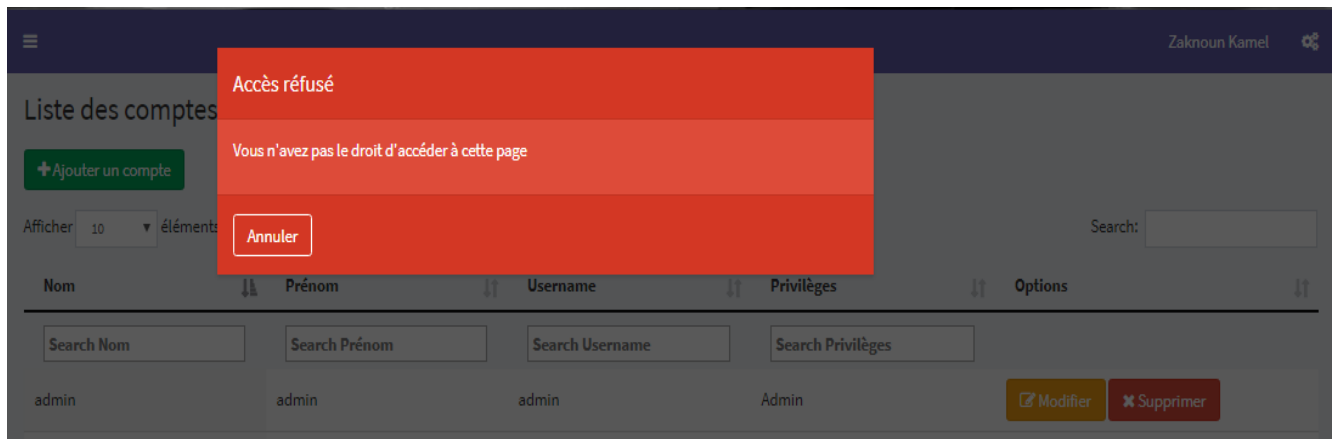 Zaknoun Kamel
Accès réfusé
Liste des comptes
Vous n'avez pas le droit d'accéder à cette page
Ajouter un compte
Afficher 10 éléments
Search:
Annuler
Nom Prénom Username Privilèges Options
Search Nom Search Prénom Search Username Search Privilèges
admin admin admin Admin Modifier Supprimer